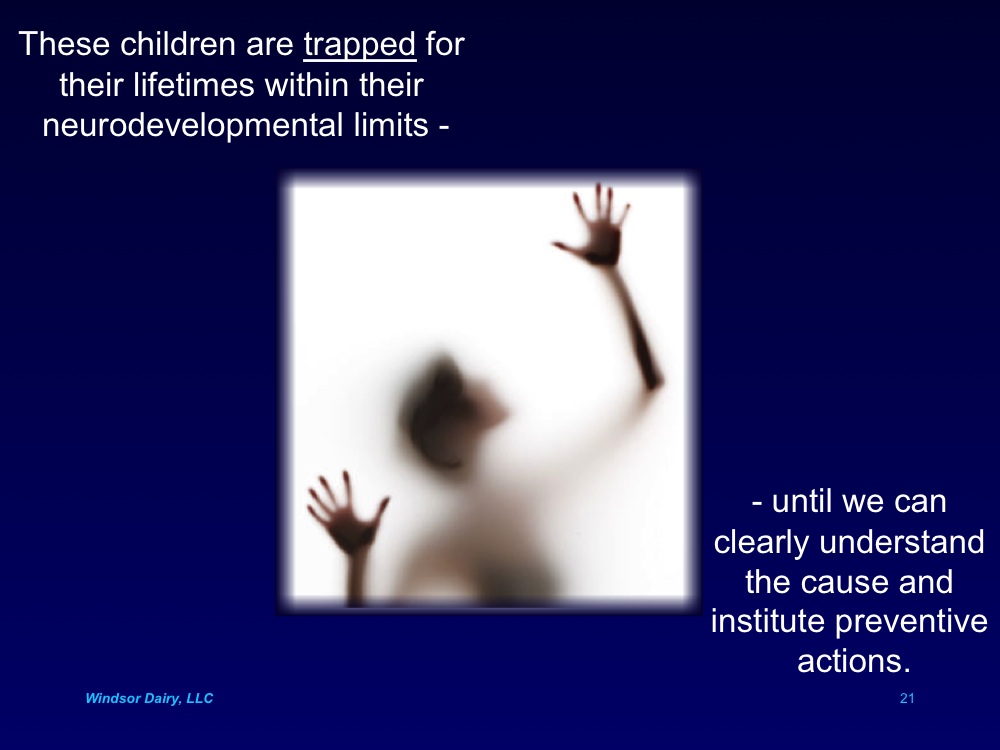 These children are trapped for
their lifetimes within their
neurodevelopmental limits -
- until we can
clearly understand
the cause and
institute preventive
actions.
Windsor Dairy, LLC
21